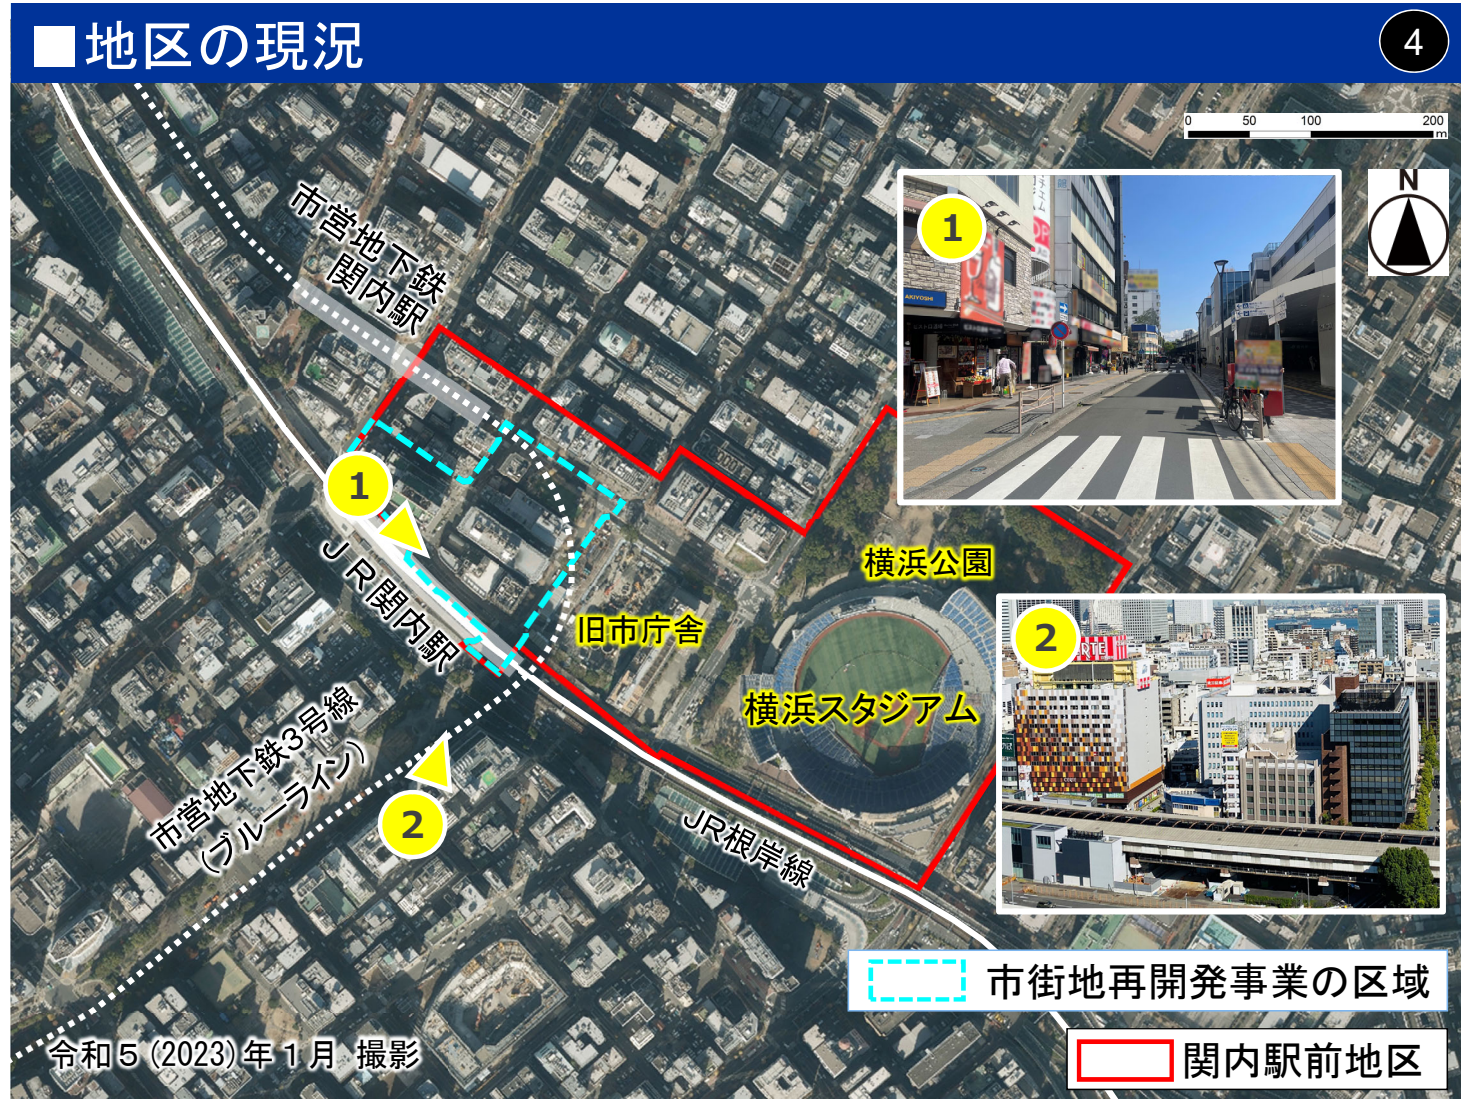 ■地区の現況
4
0 50 100 200
m
N
市営地下鉄
関内駅
1
AKIYOSHI
1
JR関内駅
横浜公園
旧市庁舎
横浜スタジアム
2
市営地下鉄3号線
(ブルーライン)
2
JR根岸線
市街地再開発事業の区域
関内駅前地区
令和5(2023)年1月 撮影